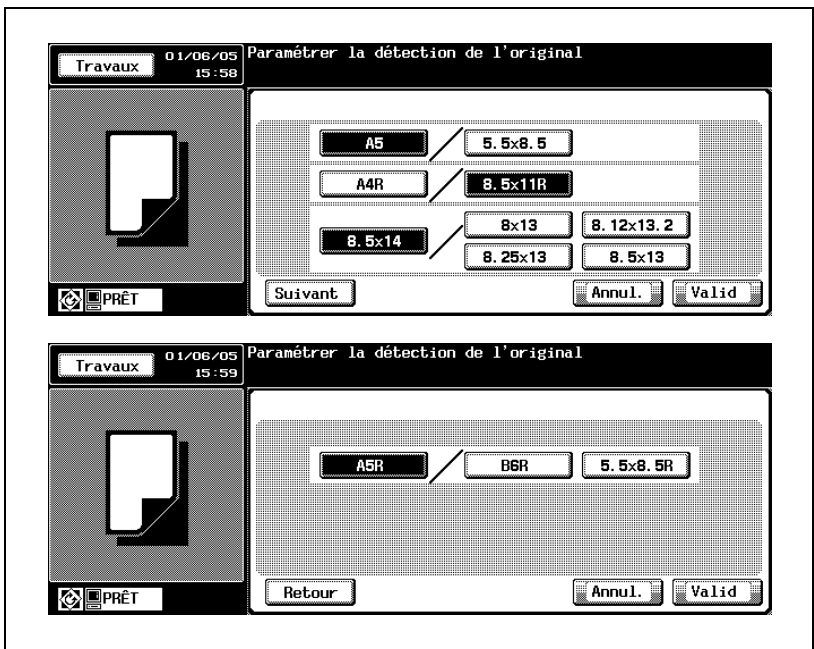 Travaux
01/06/05
15:58
Paramétrer la détection de l'original
A5
5.5x8.5
A4R
8.5x11R
8.5x14
8x13
8.12x13.2
8.25x13
8.5x13
Suivant
Annul.
Valid
PRÊT
Travaux
01/06/05
15:59
Paramétrer la détection de l'original
A5R
B6R
5.5x8.5R
Retour
Annul.
Valid
PRÊT